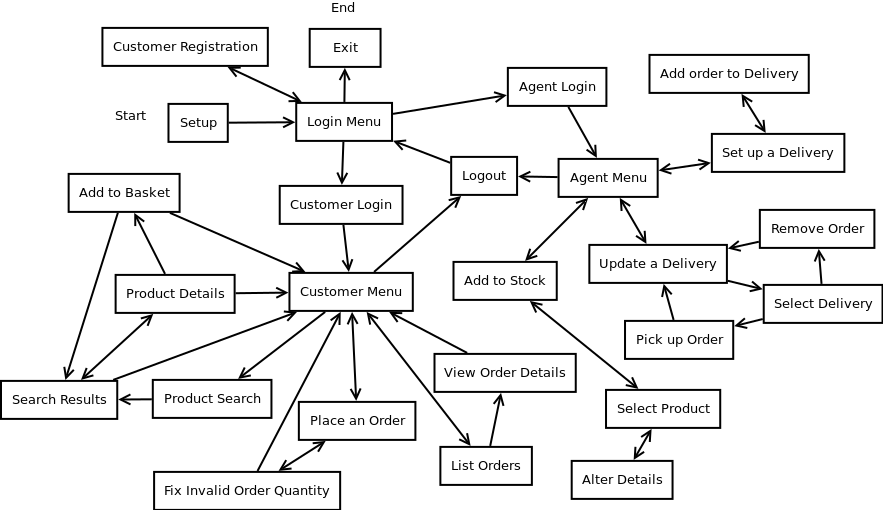 End
Customer Registration
Exit
Add order to Delivery
Agent Login
Start
Setup
Login Menu
Set up a Delivery
Logout
Agent Menu
Add to Basket
Customer Login
Remove Order
Update a Delivery
Add to Stock
Product Details
Customer Menu
Select Delivery
Pick up Order
View Order Details
Search Results
Product Search
Select Product
Place an Order
List Orders
Alter Details
Fix Invalid Order Quantity